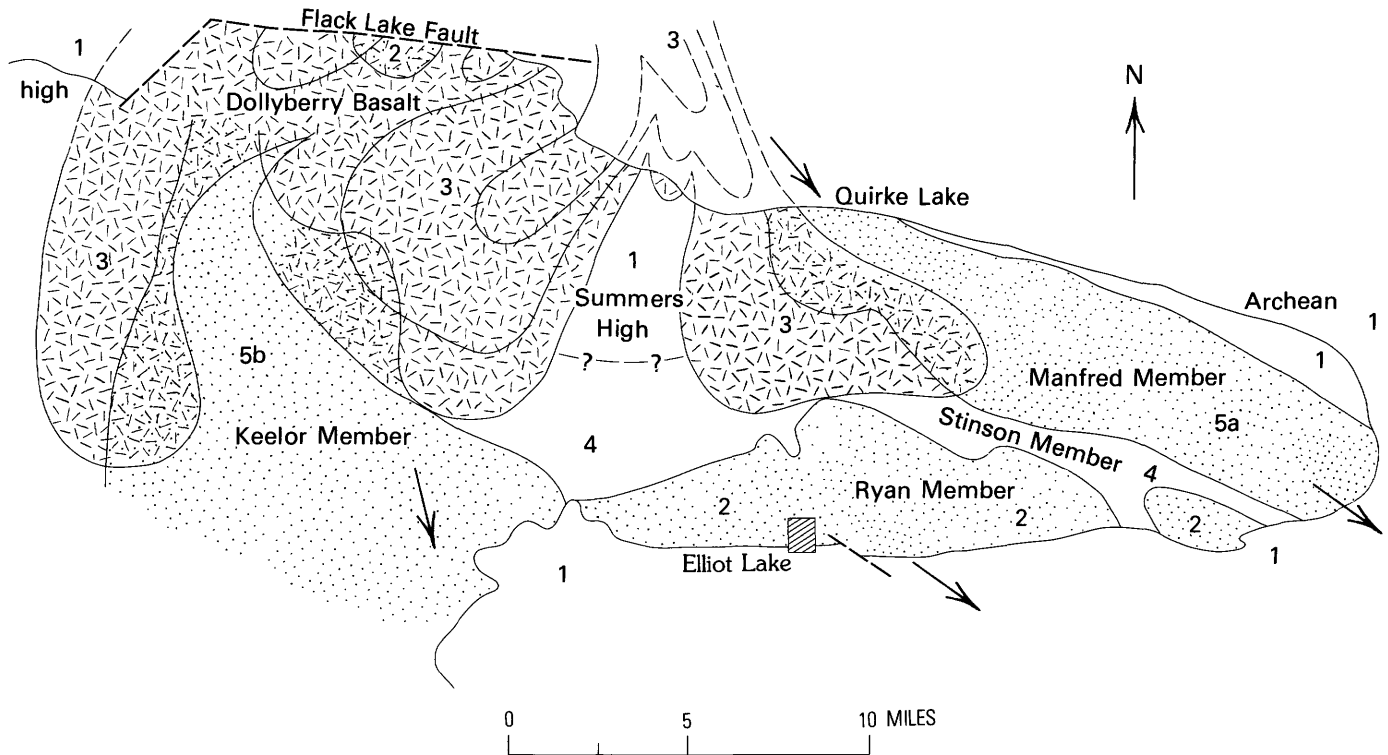 Flack Lake Fault
1
3
2
high
Dollyberry Basalt
N
3
Quirke Lake
3
1
Summers
High
3
Archean
1
1
5b
? ?
Manfred Member
5a
Keelor Member
Stinson Member
4
4
Ryan Member
2
2
2
Elliot Lake
1
1
0 5 10 MILES